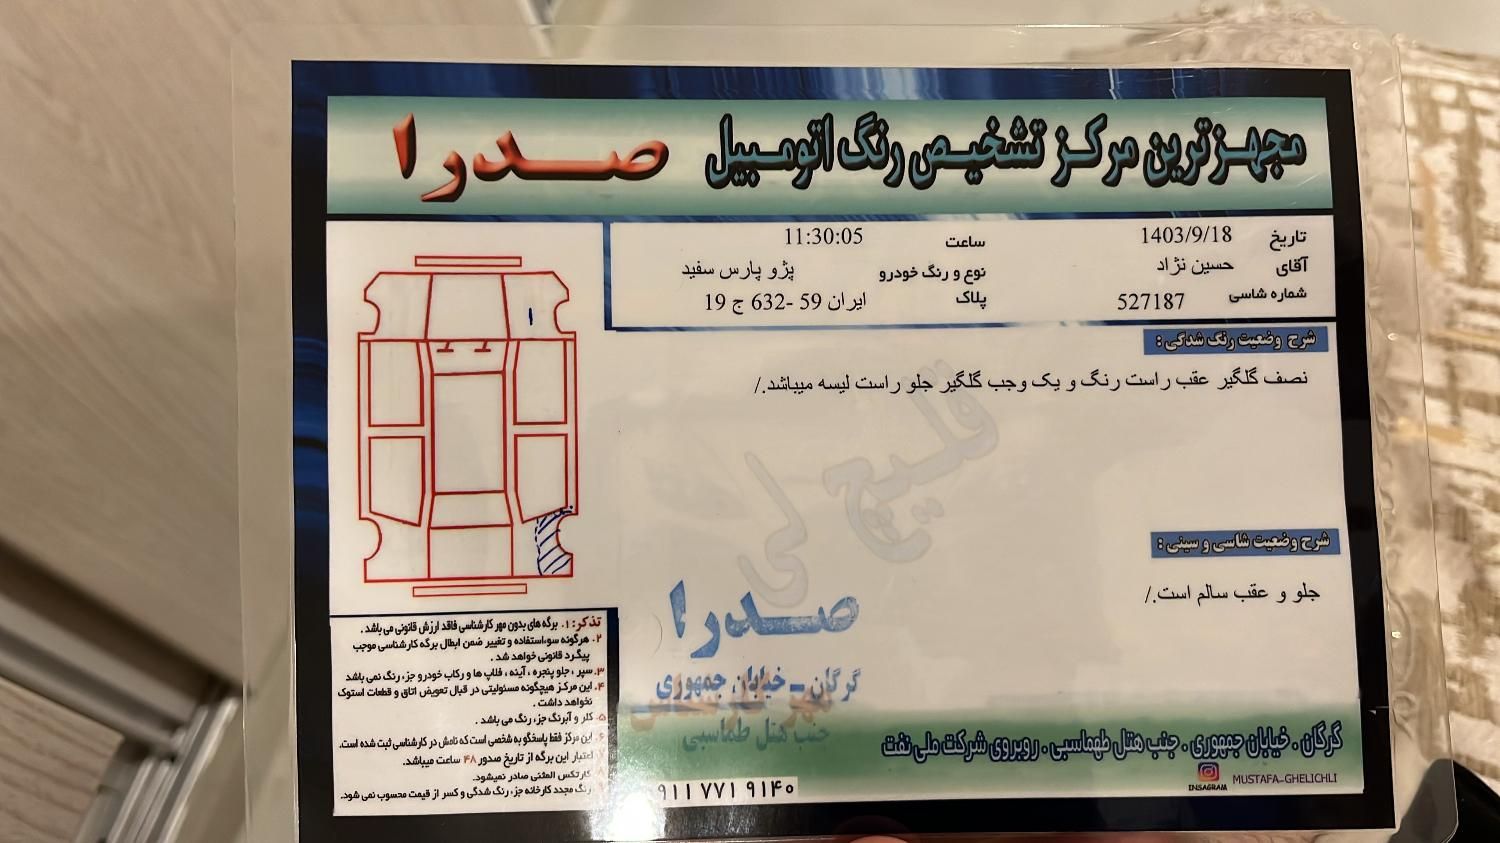 مجهزترین مرکز تشخیص رنگ اتومبیل صدرا
تاریخ 1403/9/18 ساعت 11:30:05
آقای حسین نژاد نوع و رنگ خودرو پژو پارس سفید
شماره شاسی 527187 پلاک ایران 59 -632 ج 19
شرح وضعیت رنگ شدگی :
نصف گلگیر عقب راست رنگ و یک وجب گلگیر جلو راست لیسه میباشد./
قلیچ لی
شرح وضعیت شاسی و سینی :
جلو و عقب سالم است./
صدرا
گرگان - خیابان جمهوری
جنب هتل طهماسبی
تذکر: ۱. برگه های بدون مهر کارشناسی فاقد ارزش قانونی می باشد .
۲. هرگونه سوءاستفاده و تغییر ضمن ابطال برگه کارشناسی موجب
پیگرد قانونی خواهد شد .
۳. سپر ، جلو پنجره ، آینه ، فلاپ ها و رکاب خودرو جزء رنگ نمی باشد
۴. این مرکز هیچگونه مسئولیتی در قبال تعویض اتاق و قطعات استوک
نخواهد داشت .
۵. کلر و آبرنگ جزء رنگ می باشد .
۶. این مرکز فقط پاسخگو به شخصی است که نامش در کارشناسی ثبت شده است.
اعتبار این برگه از تاریخ صدور ۴۸ ساعت میباشد.
کارتکس المثنی صادر نمیشود.
رنگ مجدد کارخانه جزء رنگ شدگی و کسر از قیمت محسوب نمی شود.
گرگان . خیابان جمهوری . جنب هتل طهماسبی . روبروی شرکت ملی نفت
INSAGRAM MUSTAFA-GHELICHLI
۹۱۱ ۷۷۱ ۹۱۴۰